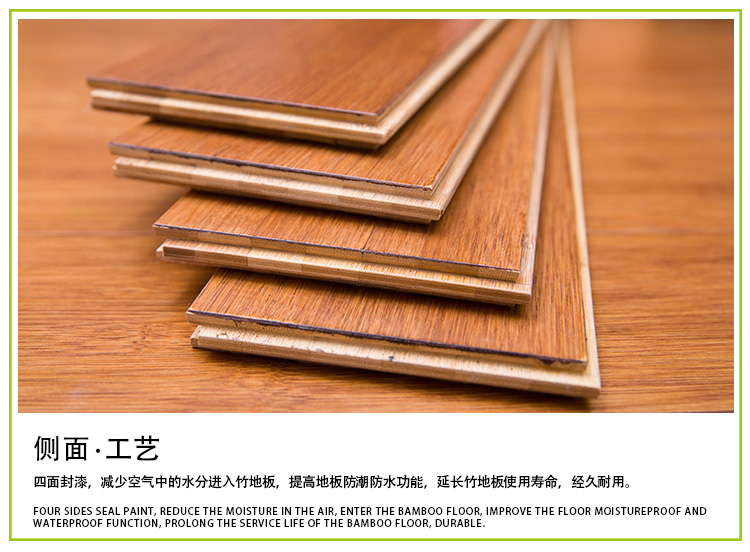 侧面·工艺
四面封漆，减少空气中的水分进入竹地板，提高地板防潮防水功能，延长竹地板使用寿命，经久耐用。
FOUR SIDES SEAL PAINT, REDUCE THE MOISTURE IN THE AIR, ENTER THE BAMBOO FLOOR, IMPROVE THE FLOOR MOISTUREPROOF AND
WATERPROOF FUNCTION, PROLONG THE SERVICE LIFE OF THE BAMBOO FLOOR, DURABLE.